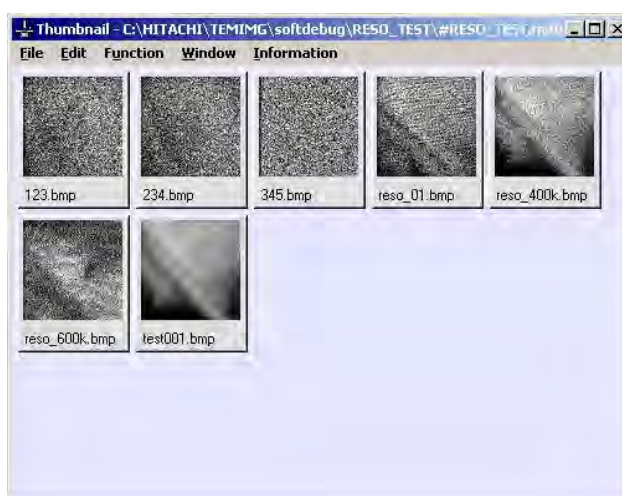 Thumbnail - C:\HITACHI\TEMIMG\softdebug\RESO_TEST\#RESO_TEST
File Edit Function Window Information
123.bmp 234.bmp 345.bmp reso_01.bmp reso_400k.bmp
reso_600k.bmp test001.bmp